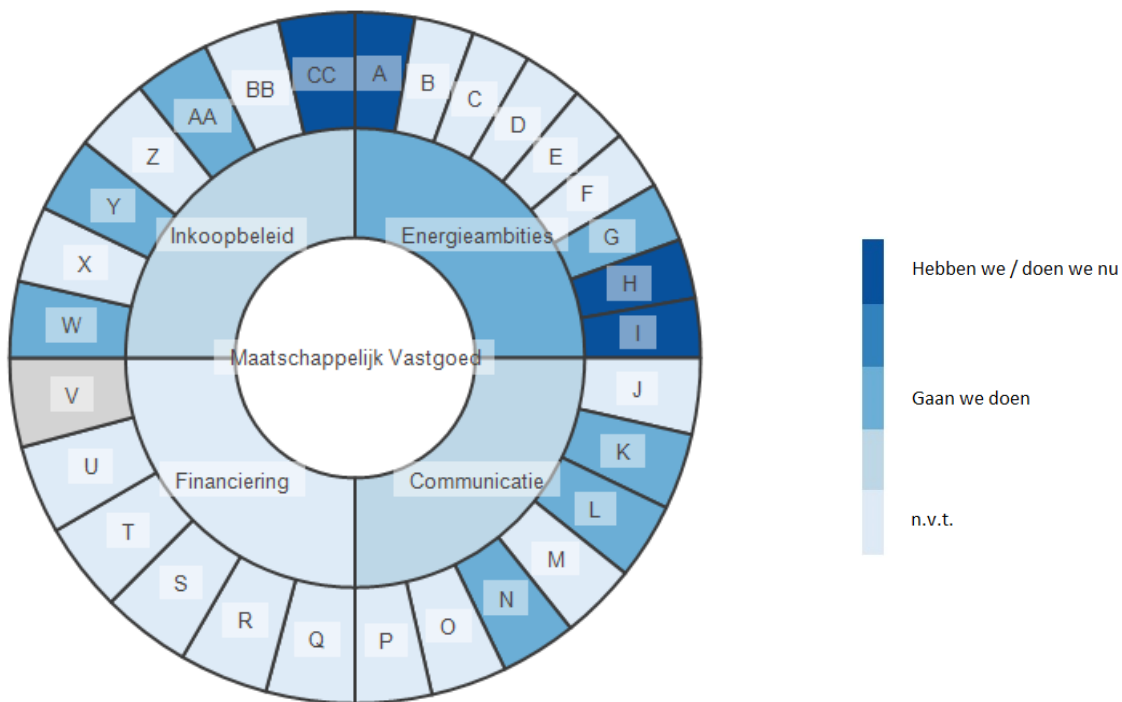 CC
A
B
C
D
E
F
G
H
I
J
K
L
M
N
O
P
Q
R
S
T
U
V
W
X
Y
Z
AA
BB
Inkoopbeleid
Energieambities
Maatschappelijk Vastgoed
Financiering
Communicatie
Hebben we / doen we nu
Gaan we doen
n.v.t.